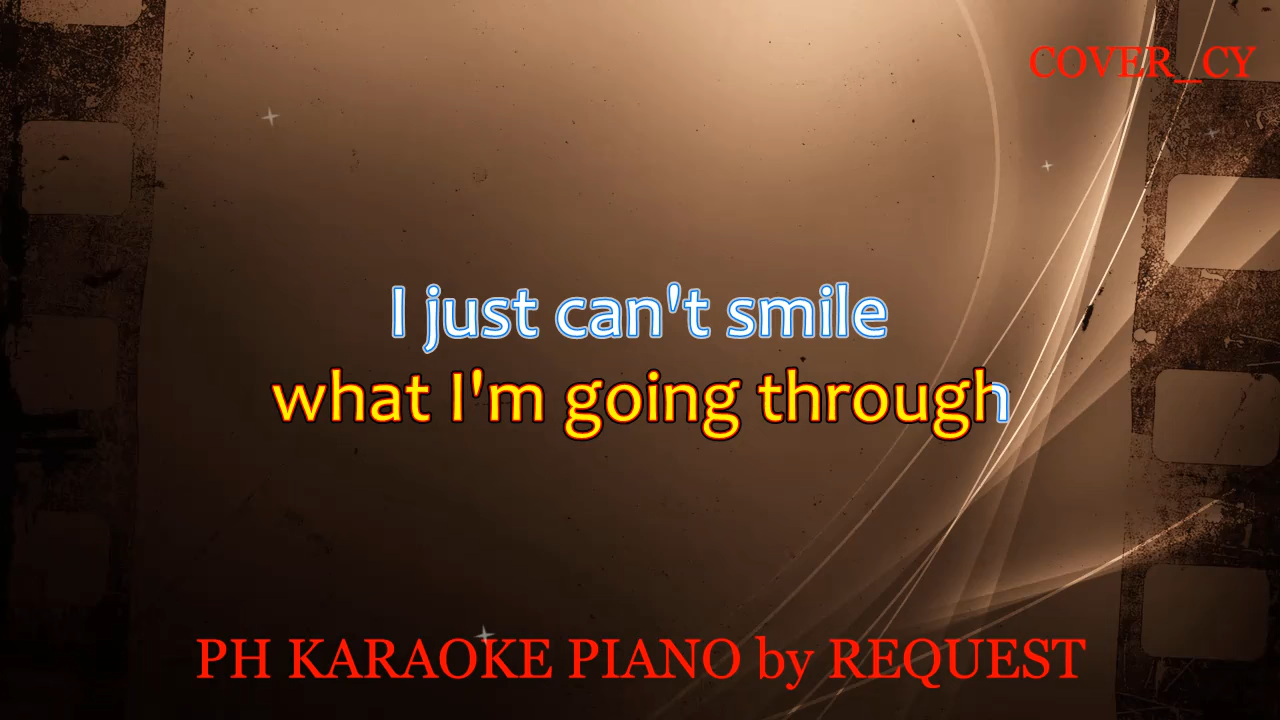 COVER_CY
I just can't smile
what I'm going through
PH KARAOKE PIANO by REQUEST